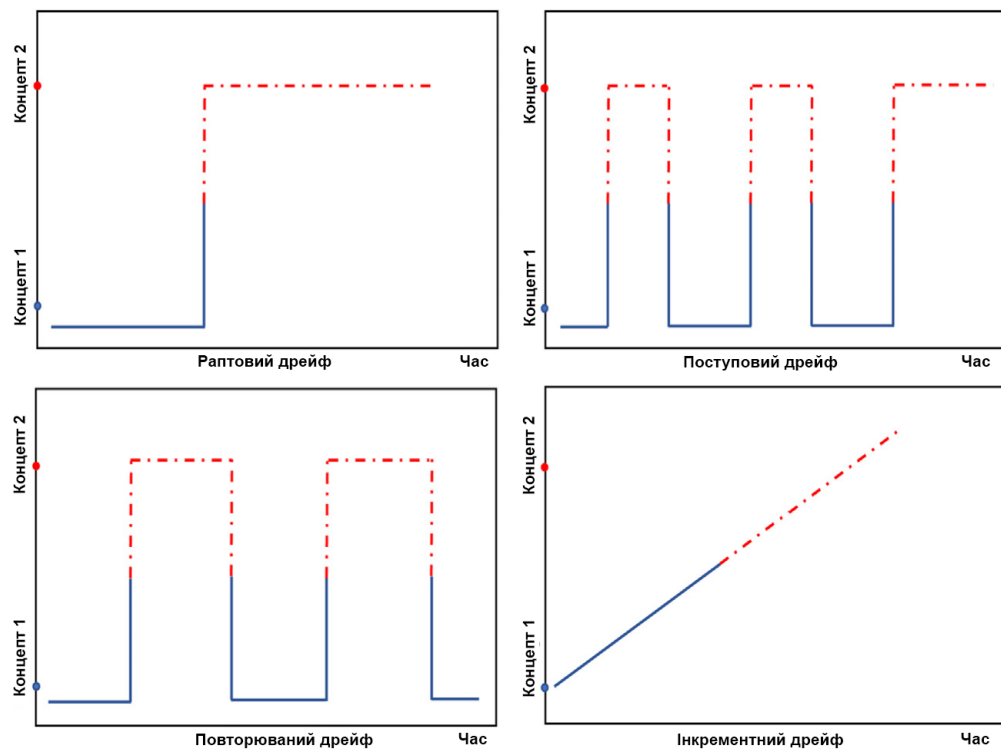 Концепт 2
Концепт 1
Раптовий дрейф
Час
Концепт 2
Концепт 1
Поступовий дрейф
Час
Концепт 2
Концепт 1
Повторюваний дрейф
Час
Концепт 2
Концепт 1
Інкрементний дрейф
Час